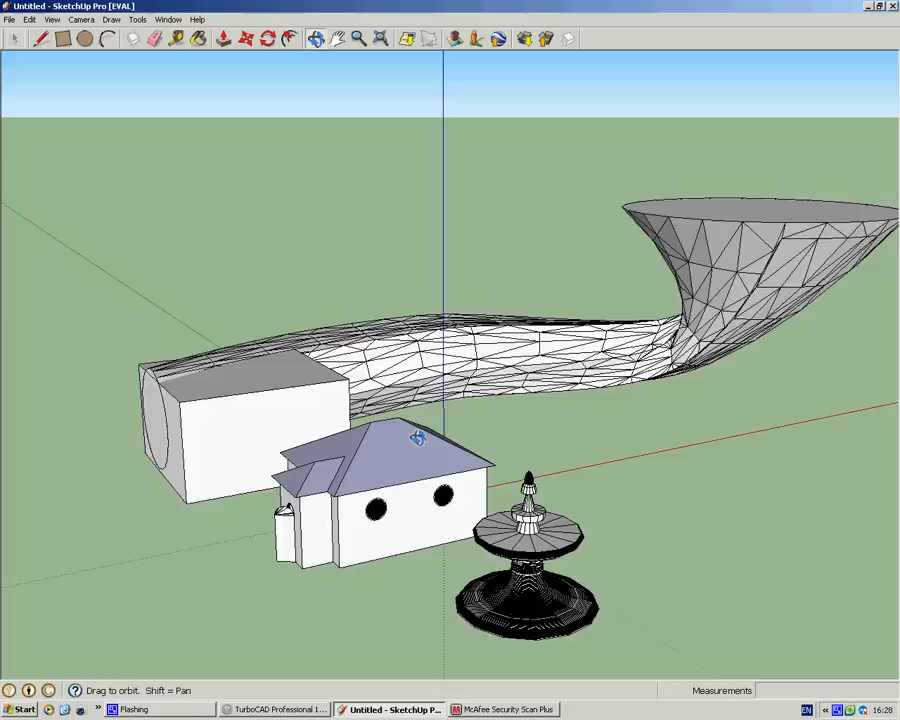 Untitled - SketchUp Pro [EVAL]
File Edit View Camera Draw Tools Window Help
Drag to orbit. Shift = Pan
Measurements
Start
»
Flashing
TurboCAD Professional 1...
Untitled - SketchUp P...
McAfee Security Scan Plus
EN
«
16:28